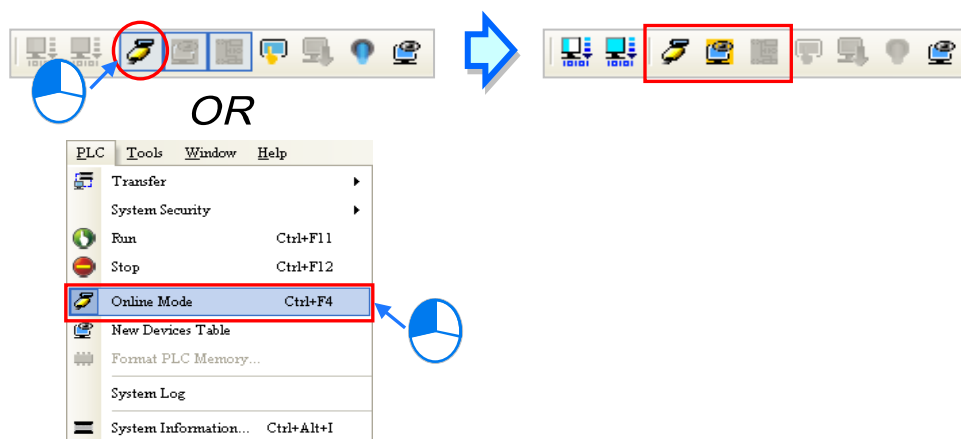 OR
PLC Tools Window Help
Transfer
System Security
Run Ctrl+F11
Stop Ctrl+F12
Online Mode Ctrl+F4
New Devices Table
Format PLC Memory...
System Log
System Information... Ctrl+Alt+I